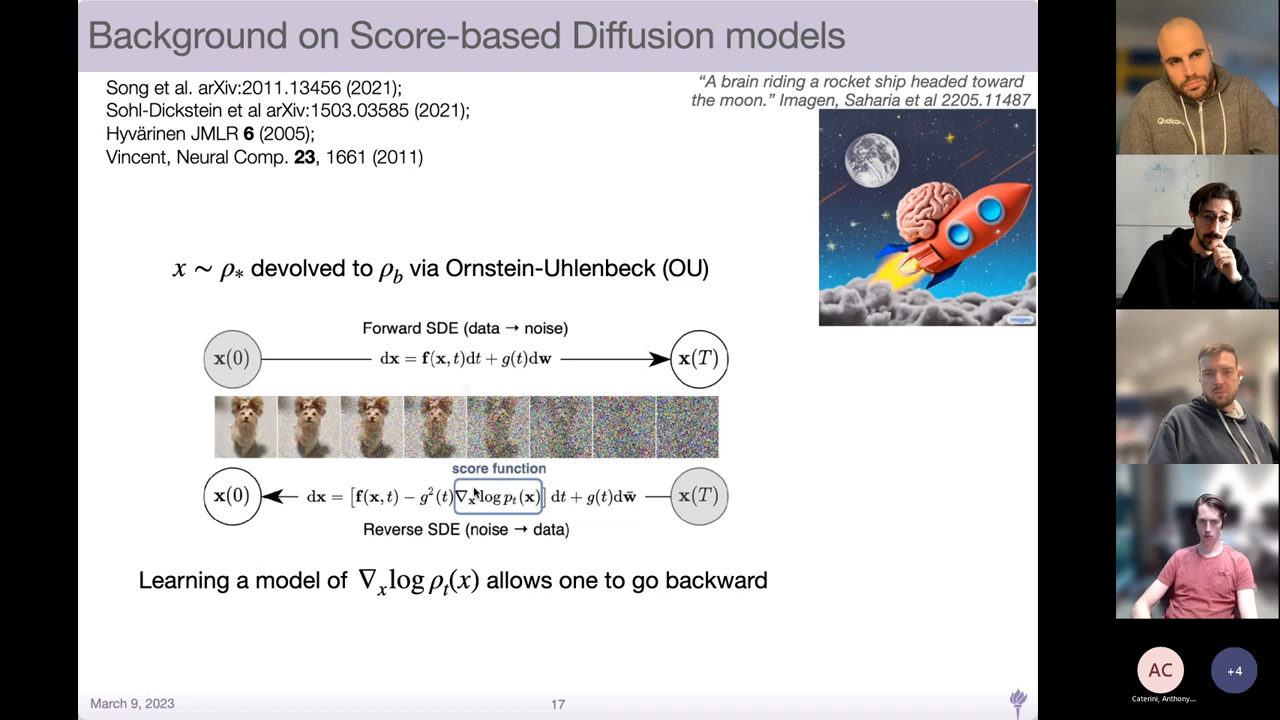 Background on Score-based Diffusion models
Song et al. arXiv:2011.13456 (2021);
Sohl-Dickstein et al arXiv:1503.03585 (2021);
Hyvärinen JMLR 6 (2005);
Vincent, Neural Comp. 23, 1661 (2011)
“A brain riding a rocket ship headed toward
the moon.” Imagen, Saharia et al 2205.11487
Imagen
x ∼ ρ* devolved to ρ_b via Ornstein-Uhlenbeck (OU)
Forward SDE (data → noise)
x(0) dx = f(x, t)dt + g(t)dw x(T)
score function
x(0) dx = [f(x, t) − g²(t)∇ₓ log pₜ(x)] dt + g(t)dw̄ x(T)
Reverse SDE (noise → data)
Learning a model of ∇ₓ log ρₜ(x) allows one to go backward
March 9, 2023
17
AC
Caterini, Anthony...
+4